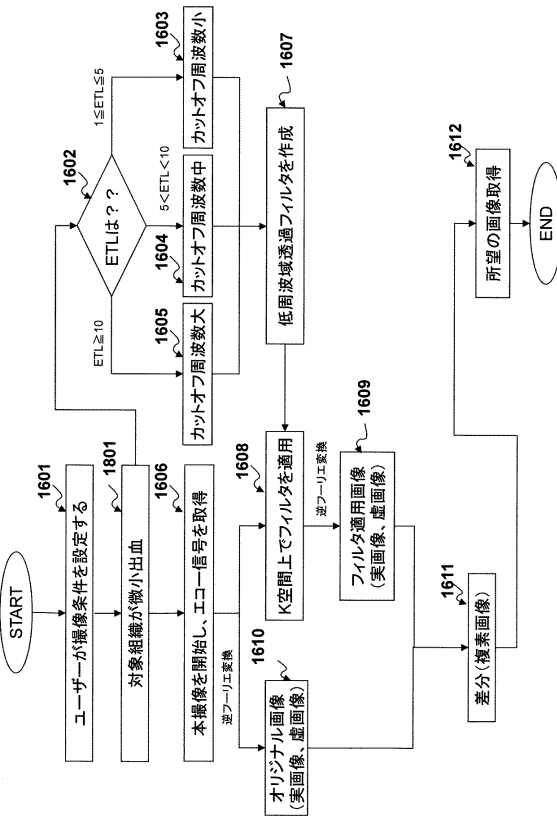 START
1601
ユーザーが撮像条件を設定する
1801
対象組織が微小出血
1606
本撮像を開始し、エコー信号を取得
逆フーリエ変換
1610
オリジナル画像
(実画像、虚画像)
1602
ETLは？？
ETL≧10
5＜ETL＜10
1≦ETL≦5
1605
カットオフ周波数大
1604
カットオフ周波数中
1603
カットオフ周波数小
1607
低周波域透過フィルタを作成
1608
K空間上でフィルタを適用
逆フーリエ変換
1609
フィルタ適用画像
(実画像、虚画像)
1611
差分(複素画像)
1612
所望の画像取得
END